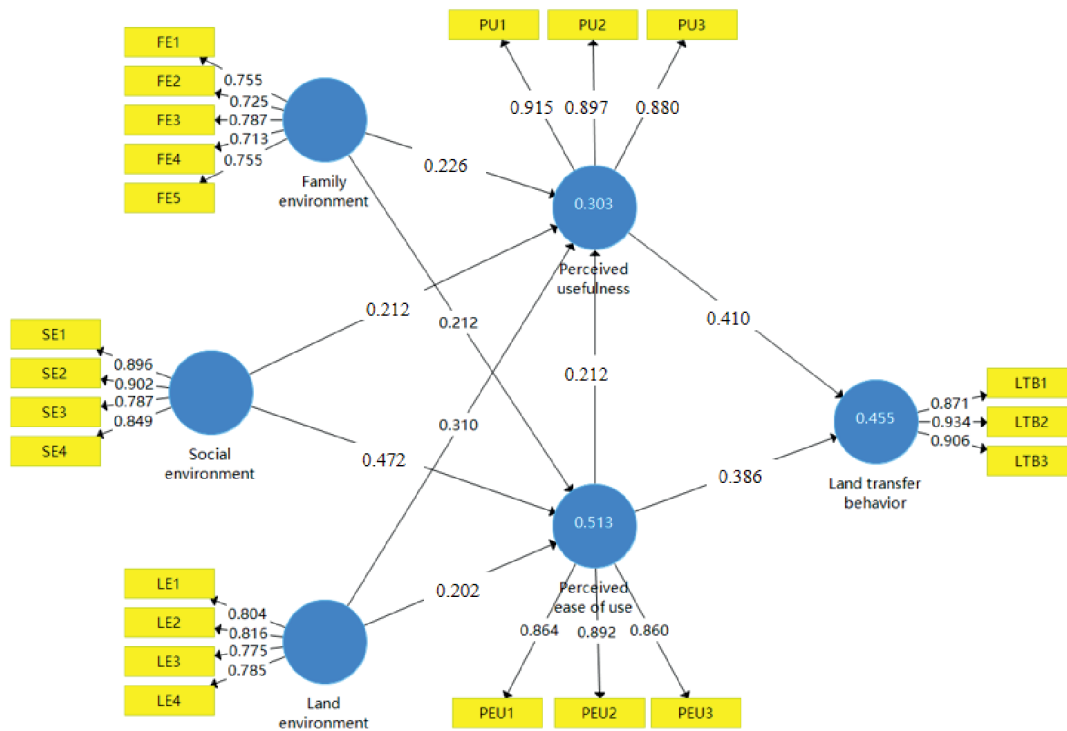 PU1
PU2
PU3
FE1
FE2
FE3
FE4
FE5
0.755
0.725
0.787
0.713
0.755
Family
environment
0.915
0.897
0.880
0.226
0.303
Perceived
usefulness
SE1
SE2
SE3
SE4
0.896
0.902
0.787
0.849
Social
environment
0.212
0.212
0.310
0.472
0.212
0.410
0.386
0.455
Land transfer
behavior
0.871
0.934
0.906
LTB1
LTB2
LTB3
0.513
Perceived
ease of use
0.202
LE1
LE2
LE3
LE4
0.804
0.816
0.775
0.785
Land
environment
0.864
0.892
0.860
PEU1
PEU2
PEU3